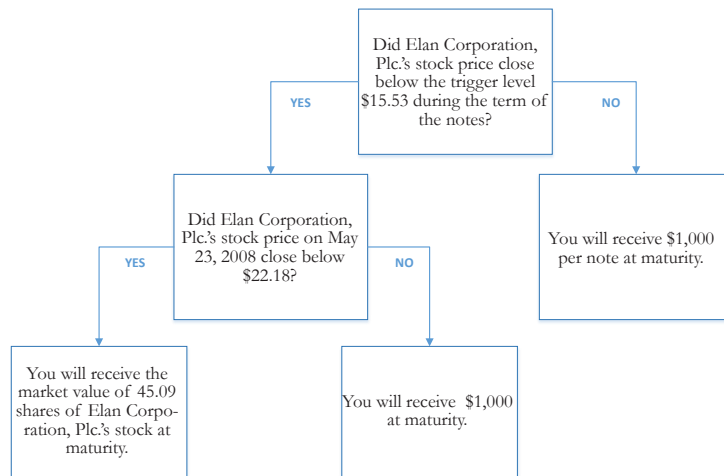 Did Elan Corporation,
Plc.'s stock price close
below the trigger level
$15.53 during the term of
the notes?
YES
NO
Did Elan Corporation,
Plc.'s stock price on May
23, 2008 close below
$22.18?
You will receive $1,000
per note at maturity.
YES
NO
You will receive the
market value of 45.09
shares of Elan Corpo-
ration, Plc.'s stock at
maturity.
You will receive $1,000
at maturity.